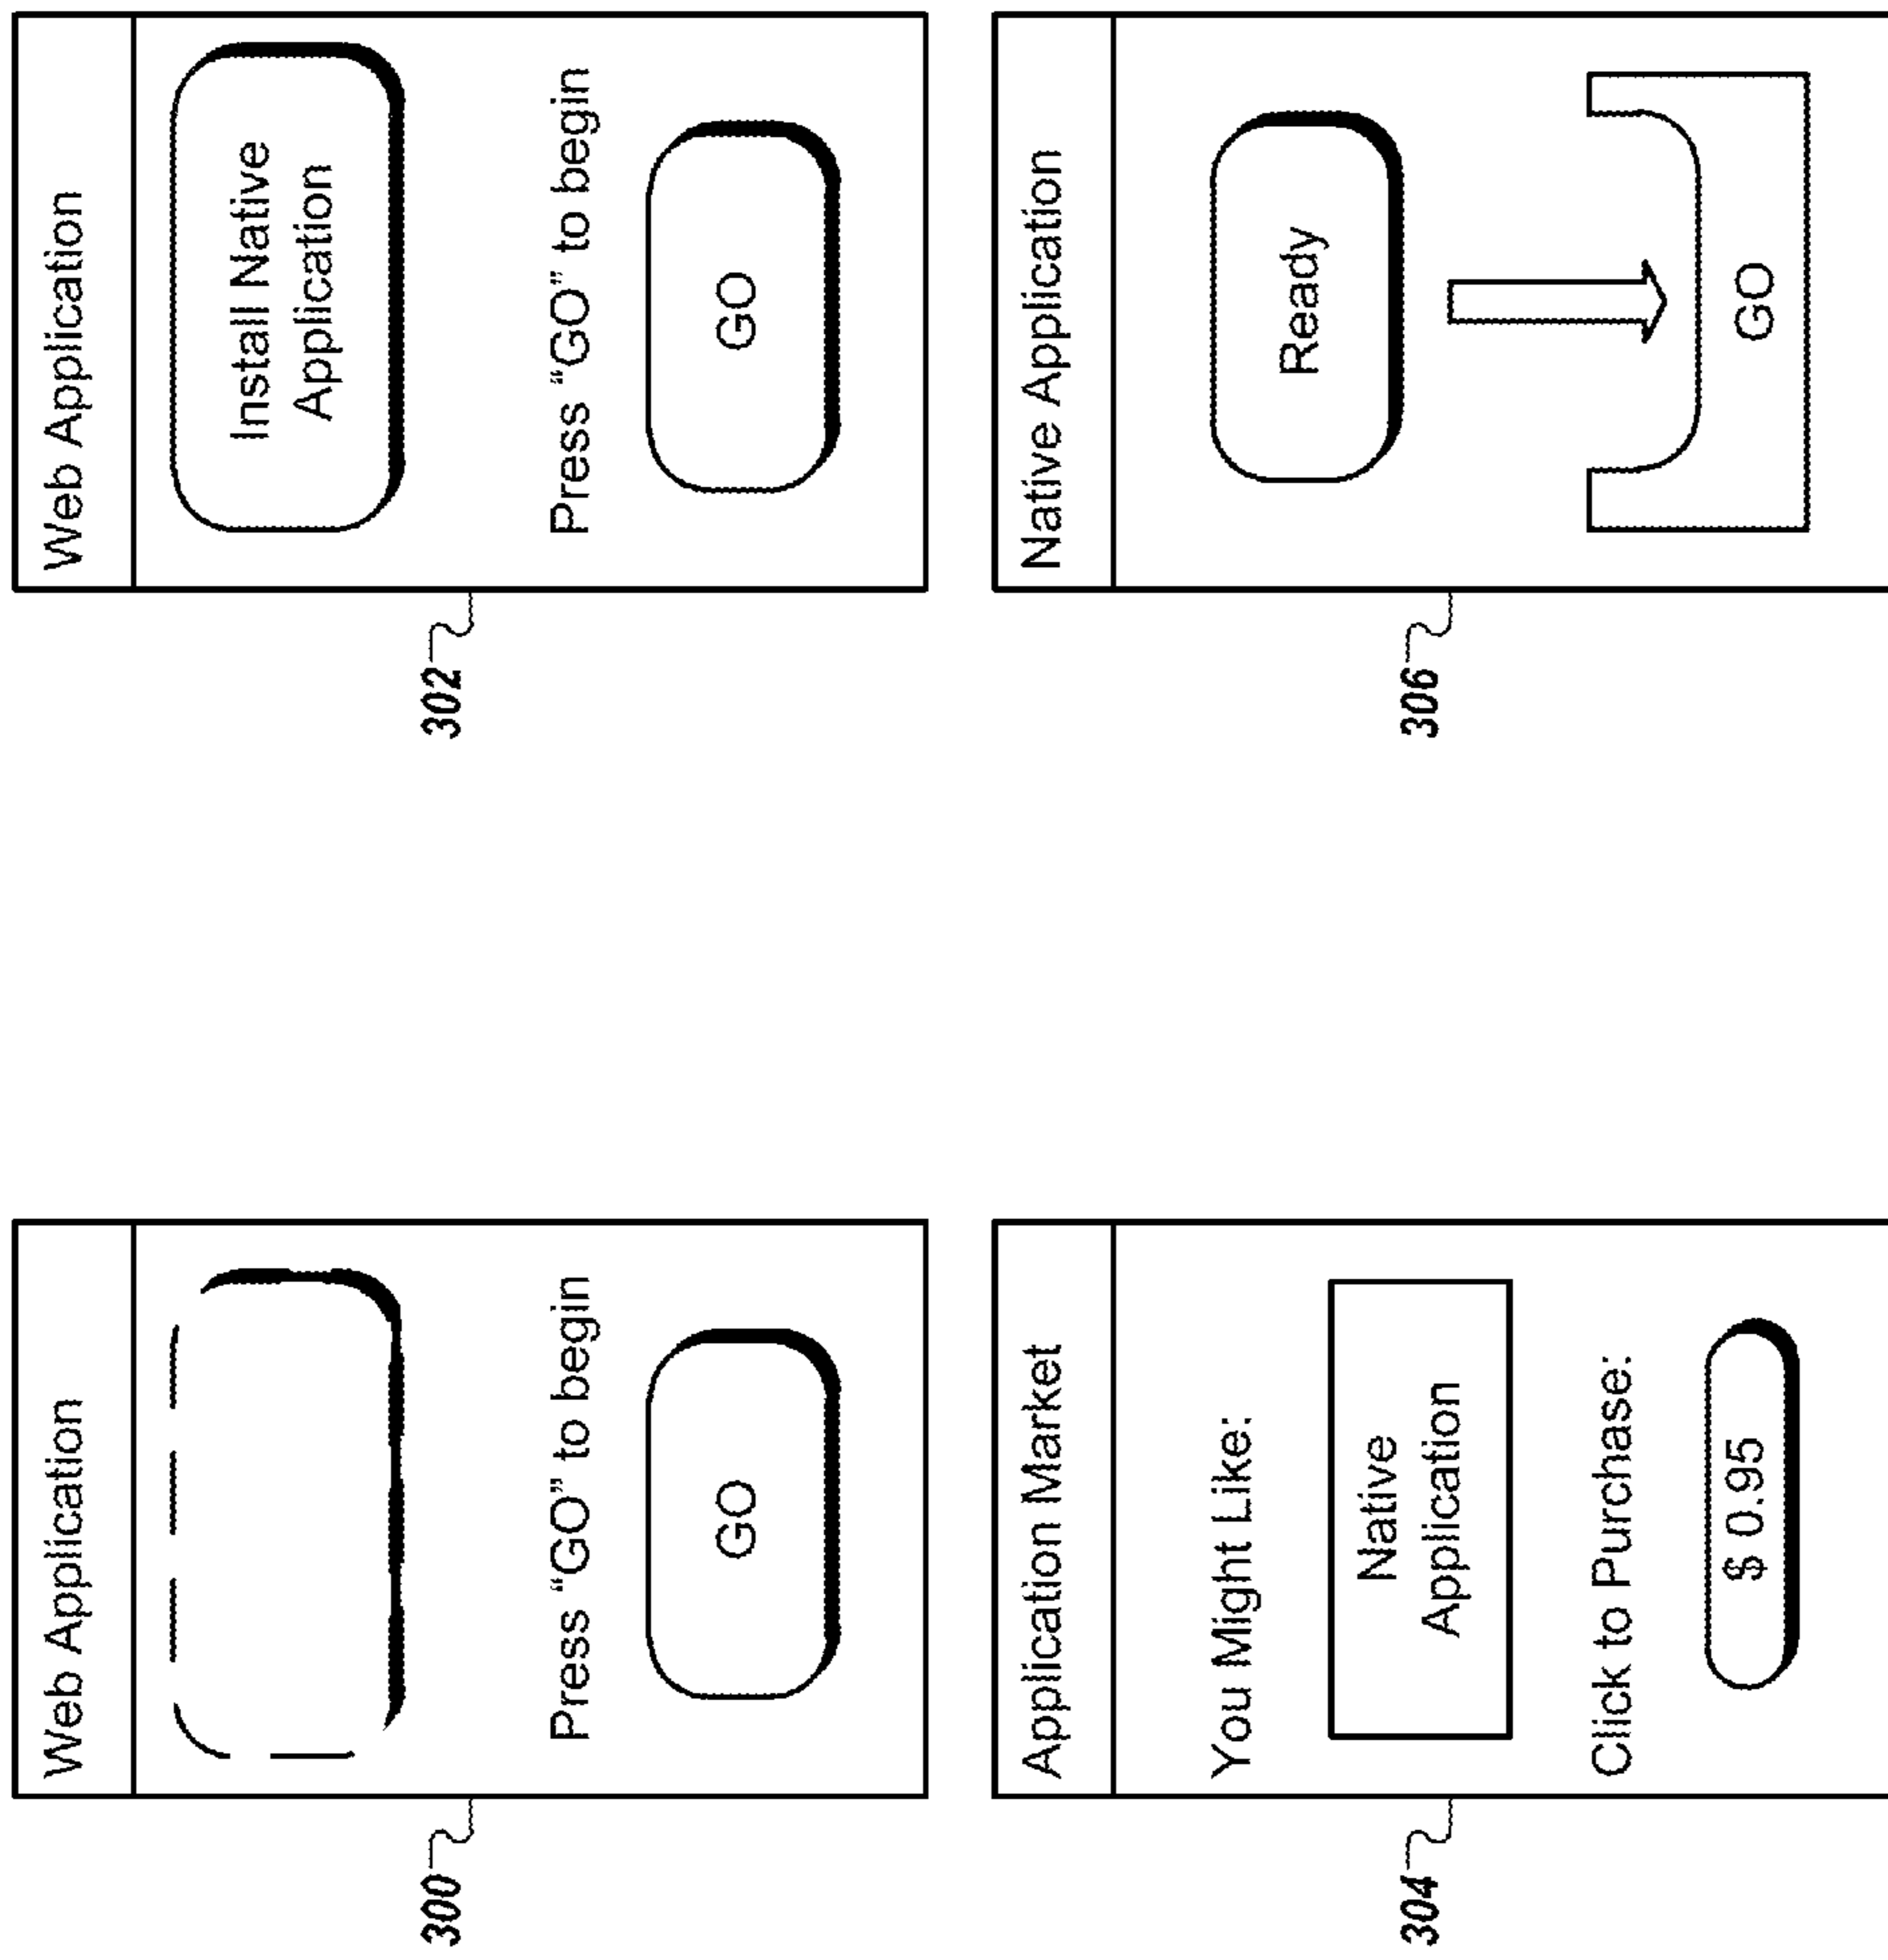 300
Web Application
Press “GO” to begin
GO
302
Web Application
Install Native
Application
Press “GO” to begin
GO
304
Application Market
You Might Like:
Native
Application
Click to Purchase:
$ 0.95
306
Native Application
Ready
GO